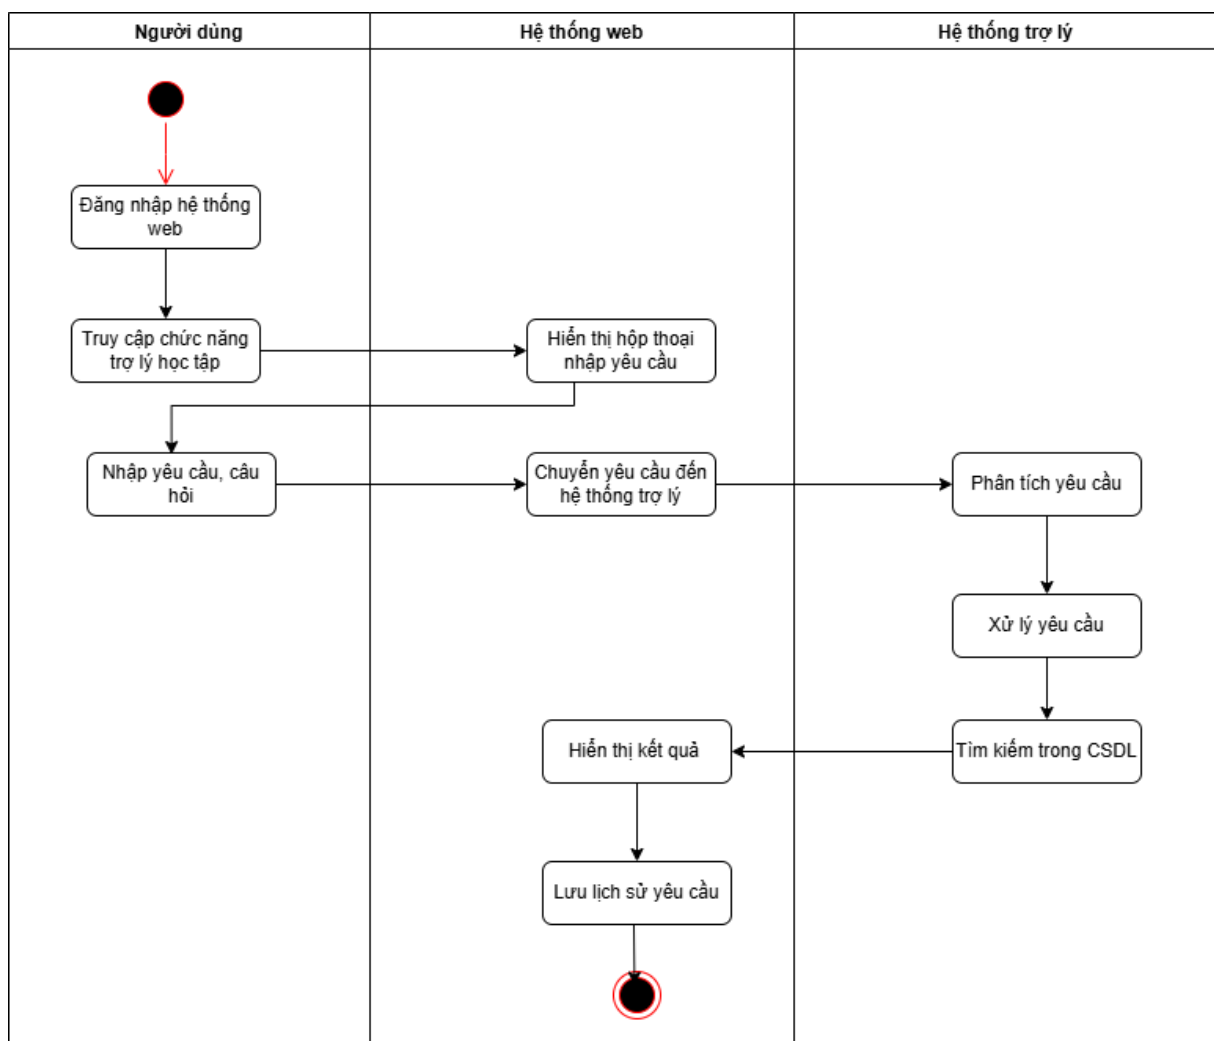 Người dùng
Hệ thống web
Hệ thống trợ lý
Đăng nhập hệ thống
web
Truy cập chức năng
trợ lý học tập
Hiển thị hộp thoại
nhập yêu cầu
Nhập yêu cầu, câu
hỏi
Chuyển yêu cầu đến
hệ thống trợ lý
Phân tích yêu cầu
Xử lý yêu cầu
Tìm kiếm trong CSDL
Hiển thị kết quả
Lưu lịch sử yêu cầu